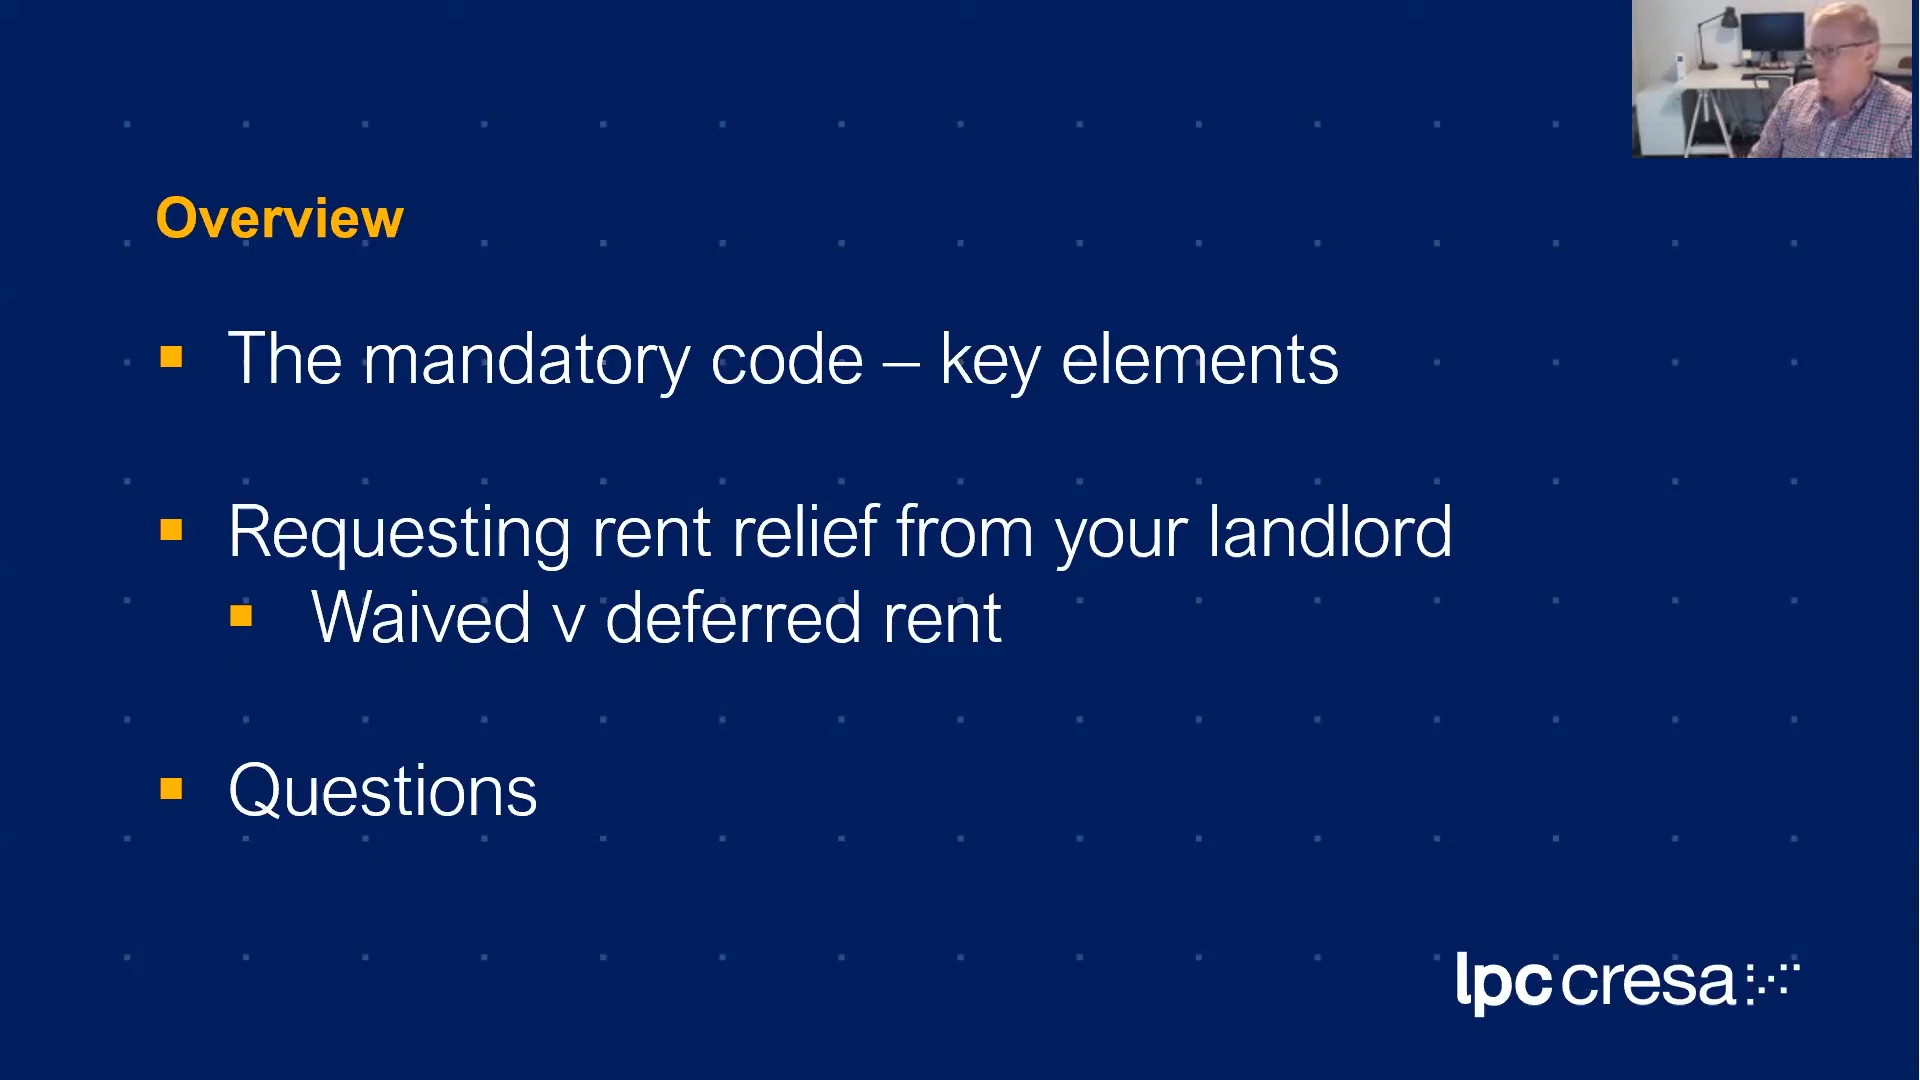 Overview
The mandatory code – key elements
Requesting rent relief from your landlord
Waived v deferred rent
Questions
lpc cresa